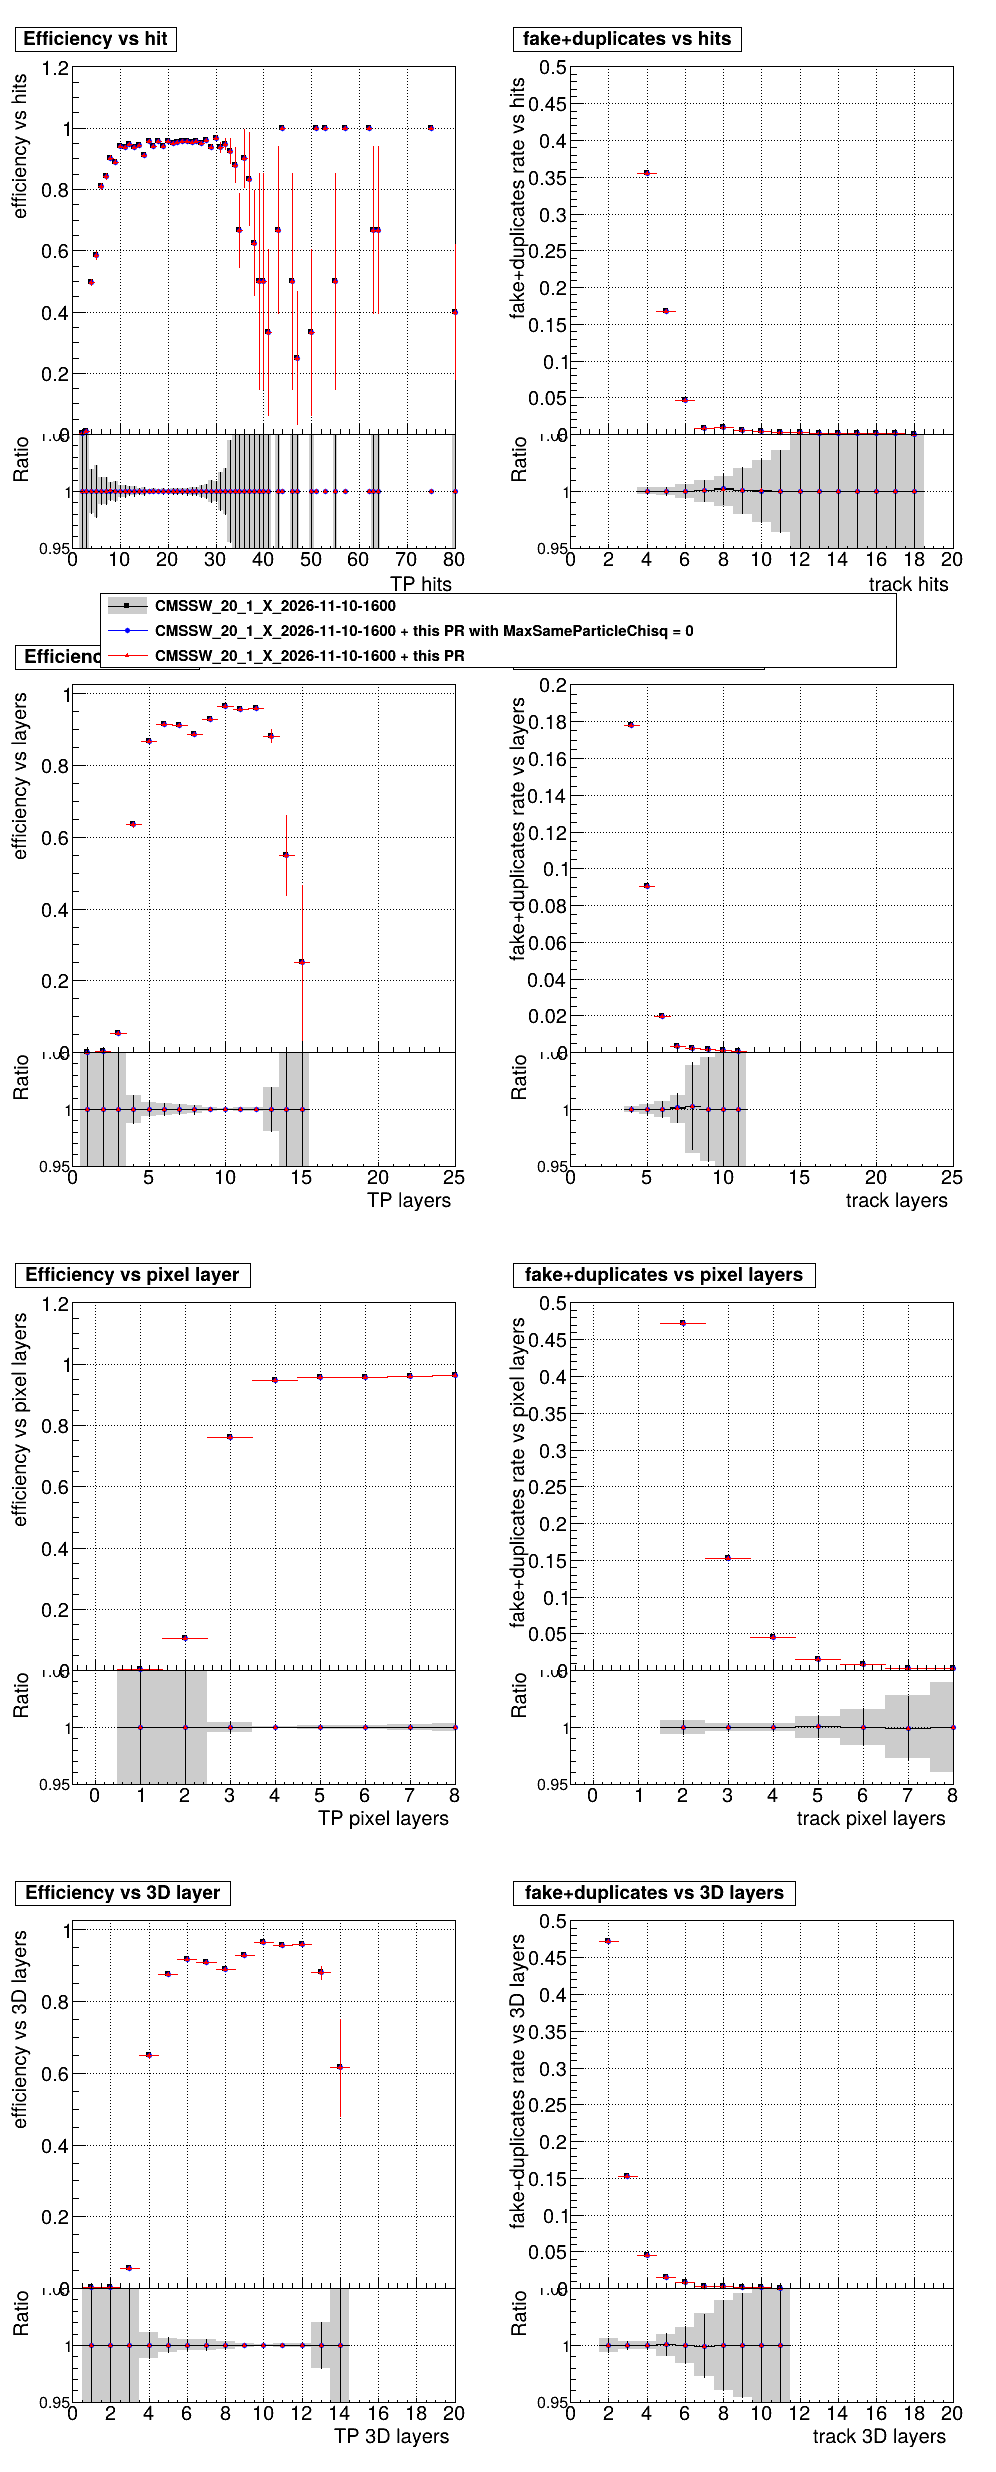 Efficiency vs hit
fake+duplicates vs hits
efficiency vs hits
1.2
1
0.8
0.6
0.4
0.2
0
Ratio
1
0.95
0 10 20 30 40 50 60 70 80
TP hits
fake+duplicates rate vs hits
0.5
0.45
0.4
0.35
0.3
0.25
0.2
0.15
0.1
0.05
0
Ratio
1
0.95
0 2 4 6 8 10 12 14 16 18 20
track hits
CMSSW_20_1_X_2026-11-10-1600
CMSSW_20_1_X_2026-11-10-1600 + this PR with MaxSameParticleChisq = 0
CMSSW_20_1_X_2026-11-10-1600 + this PR
efficiency vs layers
1
0.8
0.6
0.4
0.2
0
Ratio
1
0.95
0 5 10 15 20 25
TP layers
fake+duplicates rate vs layers
0.2
0.18
0.16
0.14
0.12
0.1
0.08
0.06
0.04
0.02
0
Ratio
1
0.95
0 5 10 15 20 25
track layers
Efficiency vs pixel layer
fake+duplicates vs pixel layers
efficiency vs pixel layers
1.2
1
0.8
0.6
0.4
0.2
0
Ratio
1
0.95
0 1 2 3 4 5 6 7 8
TP pixel layers
fake+duplicates rate vs pixel layers
0.5
0.45
0.4
0.35
0.3
0.25
0.2
0.15
0.1
0.05
0
Ratio
1
0.95
0 1 2 3 4 5 6 7 8
track pixel layers
Efficiency vs 3D layer
fake+duplicates vs 3D layers
efficiency vs 3D layers
1
0.8
0.6
0.4
0.2
0
Ratio
1
0.95
0 2 4 6 8 10 12 14 16 18 20
TP 3D layers
fake+duplicates rate vs 3D layers
0.5
0.45
0.4
0.35
0.3
0.25
0.2
0.15
0.1
0.05
0
Ratio
1
0.95
0 2 4 6 8 10 12 14 16 18 20
track 3D layers